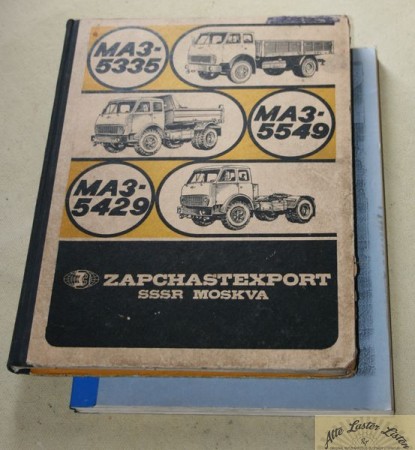 МАЗ-
5335
МАЗ-
5549
МАЗ-
5429
ZAPCHASTEXPORT
SSSR MOSKVA
Alte Laster Listen